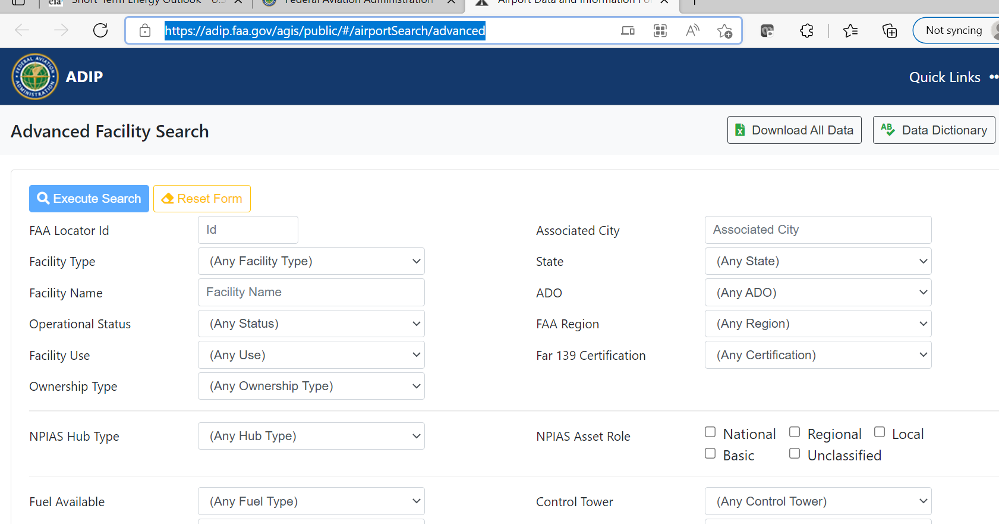 eia Short-Term Energy Outlook - U.S Federal Aviation Administration Airport Data and Information Po
https://adip.faa.gov/agis/public/#/airportSearch/advanced Not syncing
ADIP Quick Links
Advanced Facility Search Download All Data Data Dictionary
Execute Search Reset Form
FAA Locator Id Id Associated City Associated City
Facility Type (Any Facility Type) State (Any State)
Facility Name Facility Name ADO (Any ADO)
Operational Status (Any Status) FAA Region (Any Region)
Facility Use (Any Use) Far 139 Certification (Any Certification)
Ownership Type (Any Ownership Type)
NPIAS Hub Type (Any Hub Type) NPIAS Asset Role National Regional Local
Basic Unclassified
Fuel Available (Any Fuel Type) Control Tower (Any Control Tower)